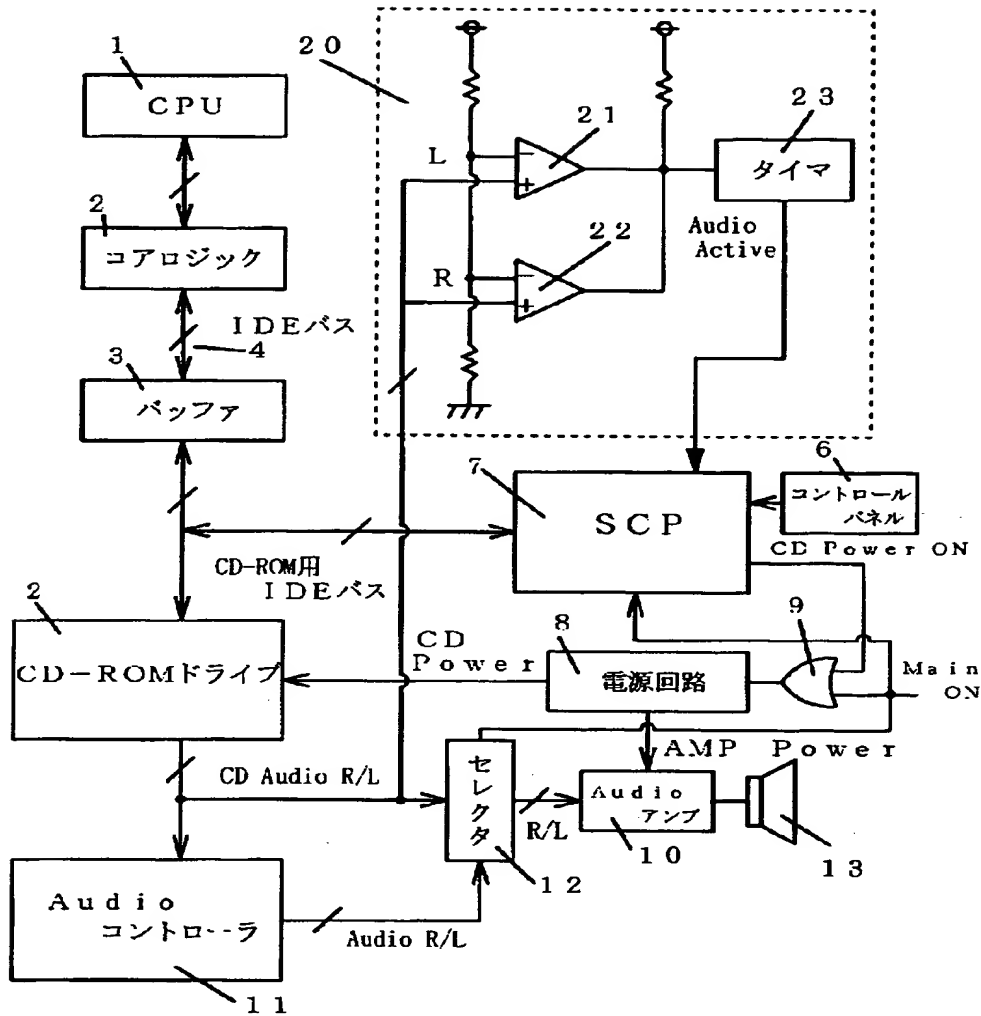 20
1
CPU
21
23
L
-
+
タイマ
2
コアロジック
22
Audio
Active
R
-
+
IDEバス
4
3
バッファ
7
SCP
6
コントロール
パネル
CD Power ON
CD-ROM用
IDEバス
2
CD-ROMドライブ
CD
Power
8
電源回路
9
Main
ON
AMP Power
CD Audio R/L
セレクタ
R/L
Audio
アンプ
10
12
13
Audio
コントローラ
Audio R/L
11